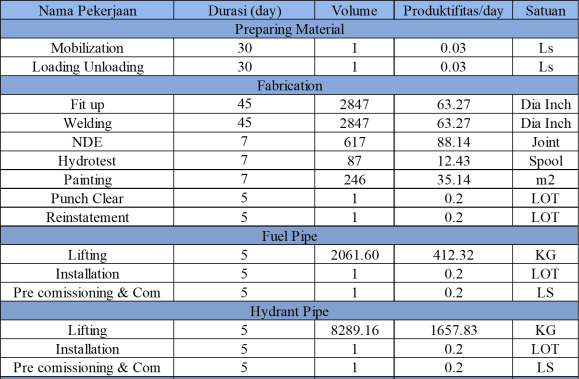 Nama Pekerjaan Durasi (day) Volume Produktifitas/day Satuan
Preparing Material
Mobilization 30 1 0.03 Ls
Loading Unloading 30 1 0.03 Ls
Fabrication
Fit up 45 2847 63.27 Dia Inch
Welding 45 2847 63.27 Dia Inch
NDE 7 617 88.14 Joint
Hydrotest 7 87 12.43 Spool
Painting 7 246 35.14 m2
Punch Clear 5 1 0.2 LOT
Reinstatement 5 1 0.2 LOT
Fuel Pipe
Lifting 5 2061.60 412.32 KG
Installation 5 1 0.2 LOT
Pre comissioning & Com 5 1 0.2 LS
Hydrant Pipe
Lifting 5 8289.16 1657.83 KG
Installation 5 1 0.2 LOT
Pre comissioning & Com 5 1 0.2 LS